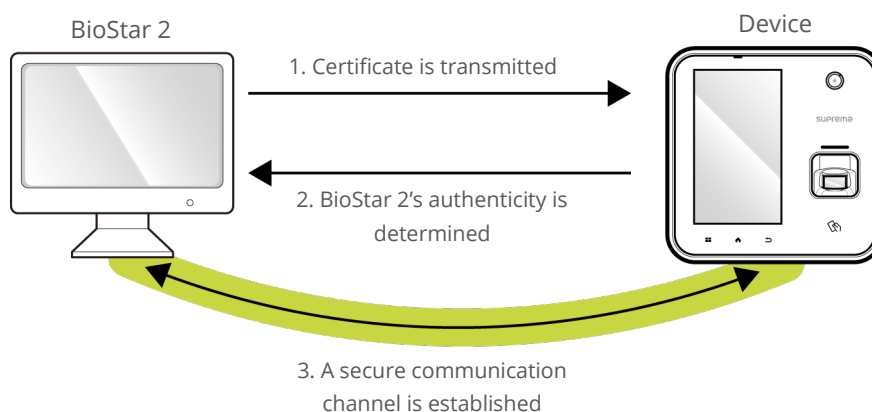 BioStar 2
Device
1. Certificate is transmitted
suprema
2. BioStar 2’s authenticity is
determined
3. A secure communication
channel is established